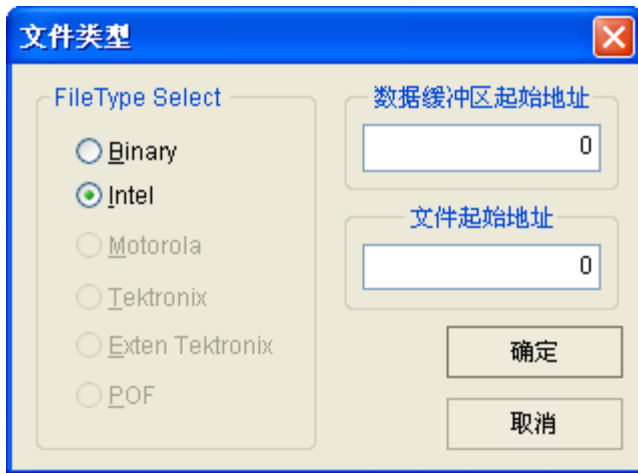 文件类型
FileType Select
Binary
Intel
Motorola
Tektronix
Exten Tektronix
POF
数据缓冲区起始地址
0
文件起始地址
0
确定
取消